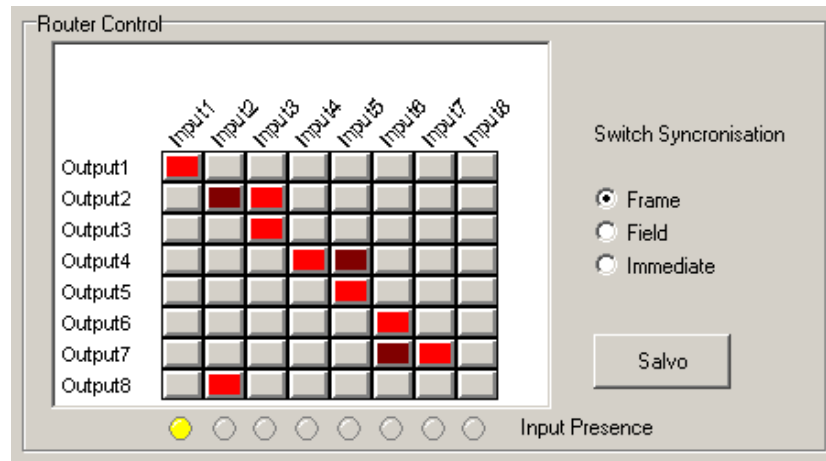 Router Control
Input1 Input2 Input3 Input4 Input5 Input6 Input7 Input8
Output1
Output2
Output3
Output4
Output5
Output6
Output7
Output8
Switch Syncronisation
Frame
Field
Immediate
Salvo
Input Presence